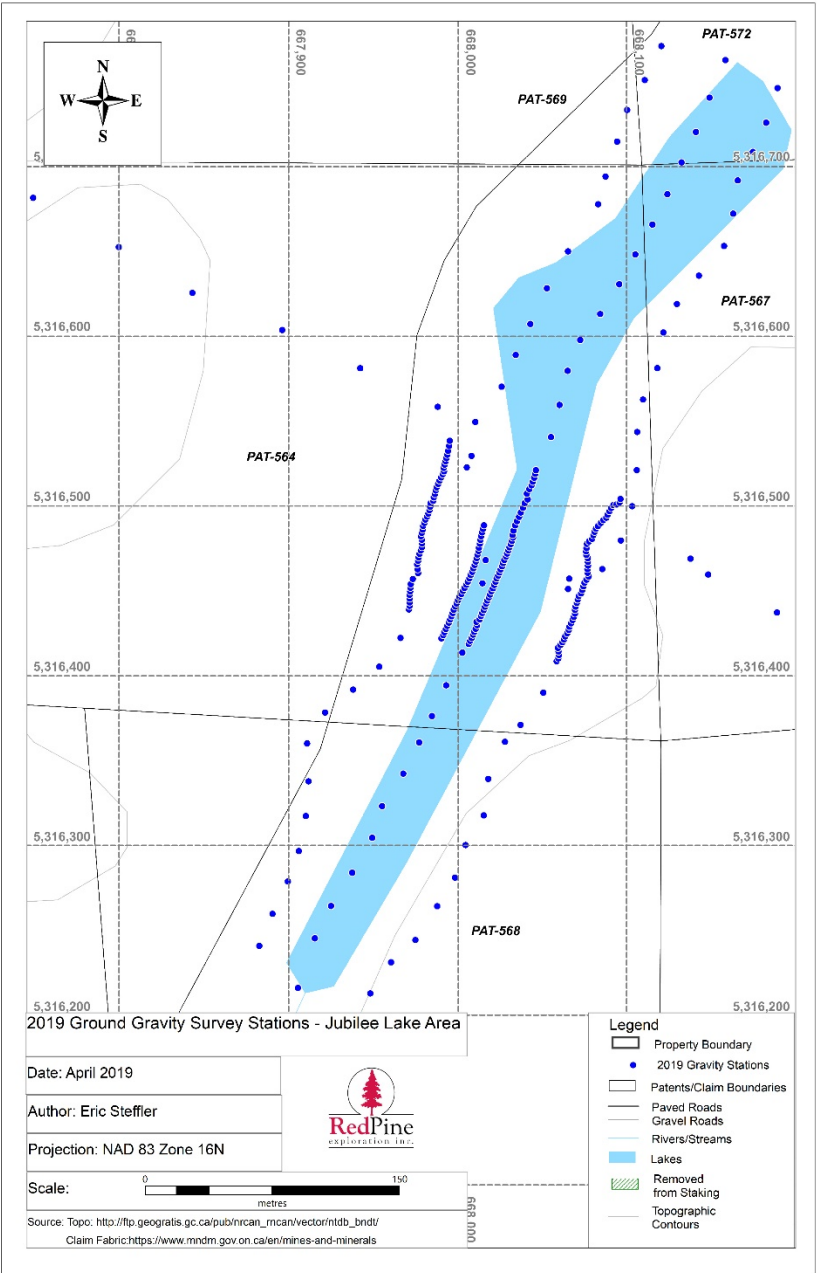 N
W E
S
667,900
668,000
668,100
PAT-572
PAT-569
5,316,700
PAT-567
5,316,600
5,316,600
PAT-564
5,316,500
5,316,500
5,316,400
5,316,400
5,316,300
5,316,300
PAT-568
5,316,200
5,316,200
2019 Ground Gravity Survey Stations - Jubilee Lake Area
Date: April 2019
Author: Eric Steffler
Projection: NAD 83 Zone 16N
Scale:
0 150
metres
Source: Topo: http://ftp.geogratis.gc.ca/pub/nrcan_rncan/vector/ntdb_bndt/
Claim Fabric:https://www.mndm.gov.on.ca/en/mines-and-minerals
RedPine
exploration inc.
668,000
Legend
Property Boundary
2019 Gravity Stations
Patents/Claim Boundaries
Paved Roads
Gravel Roads
Rivers/Streams
Lakes
Removed
from Staking
Topographic
Contours